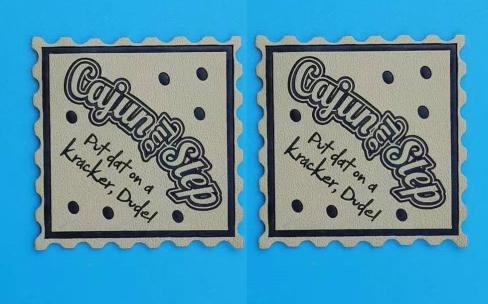 Cajun
Step
Put dat on a
Kracker, Dude!
Cajun
Step
Put dat on a
Kracker, Dude!